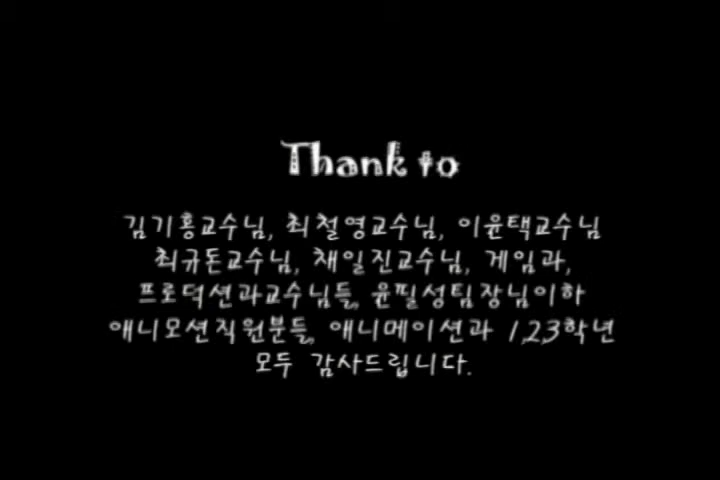 Thank to
김기홍교수님, 최철영교수님, 이윤택교수님
최규돈교수님, 채일진교수님, 게임과,
프로덕션과교수님들, 윤필성팀장님이하
애니모션직원분들, 애니메이션과 1,2,3학년
모두 감사드립니다.